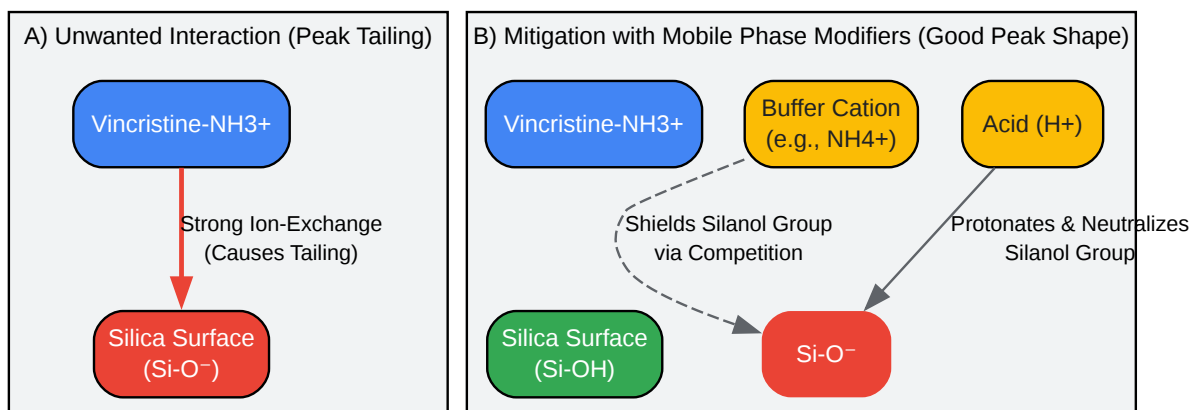 A) Unwanted Interaction (Peak Tailing)
Vincristine-NH3+
Strong Ion-Exchange
(Causes Tailing)
Silica Surface
(Si-O⁻)
B) Mitigation with Mobile Phase Modifiers (Good Peak Shape)
Vincristine-NH3+
Buffer Cation
(e.g., NH4+)
Acid (H+)
Shields Silanol Group
via Competition
Protonates & Neutralizes
Silanol Group
Silica Surface
(Si-OH)
Si-O⁻